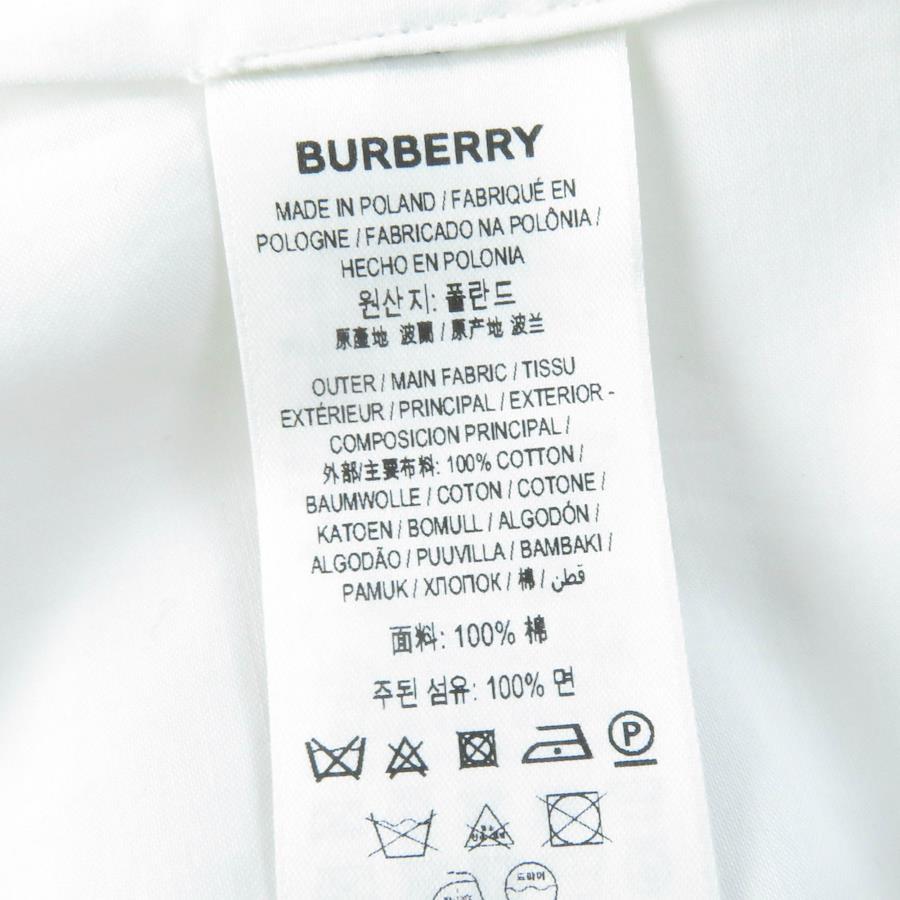 BURBERRY
MADE IN POLAND / FABRIQUÉ EN
POLOGNE / FABRICADO NA POLÔNIA /
HECHO EN POLONIA
원산지: 폴란드
原產地 波蘭 / 原产地 波兰
OUTER / MAIN FABRIC / TISSU
EXTÉRIEUR / PRINCIPAL / EXTERIOR -
COMPOSICION PRINCIPAL /
外部/主要布料: 100% COTTON /
BAUMWOLLE / COTON / COTONE /
KATOEN / BOMULL / ALGODÓN /
ALGODÃO / PUUVILLA / BAMBAKI /
PAMUK / ХЛОПОК / 棉 / قطن
面料: 100% 棉
주된 섬유: 100% 면
P
드라이